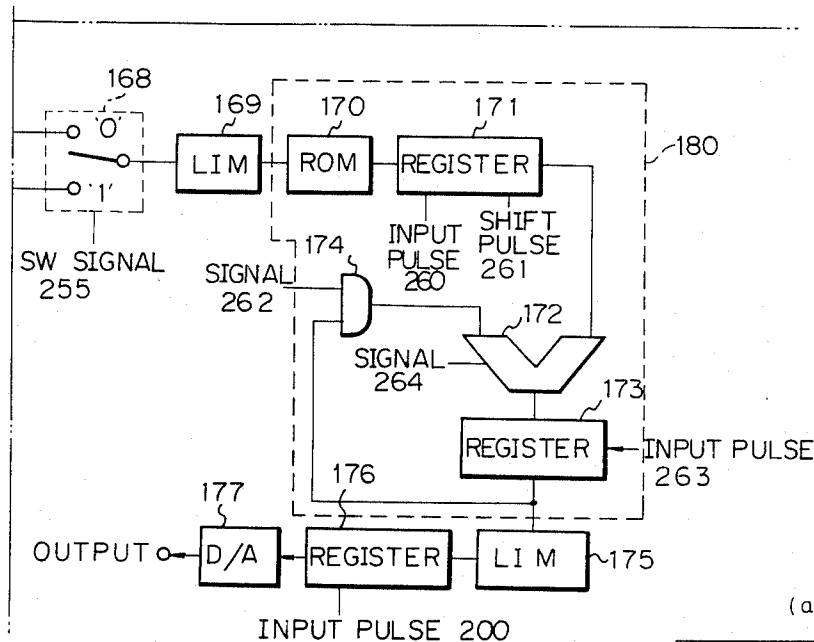 168
'0'
'1'
SW SIGNAL
255
169
LIM
170
ROM
171
REGISTER
180
INPUT
PULSE
260
SHIFT
PULSE
261
174
SIGNAL
262
172
SIGNAL
264
173
REGISTER
INPUT PULSE
263
176
177
OUTPUT
D/A
REGISTER
LIM
175
INPUT PULSE 200
(a